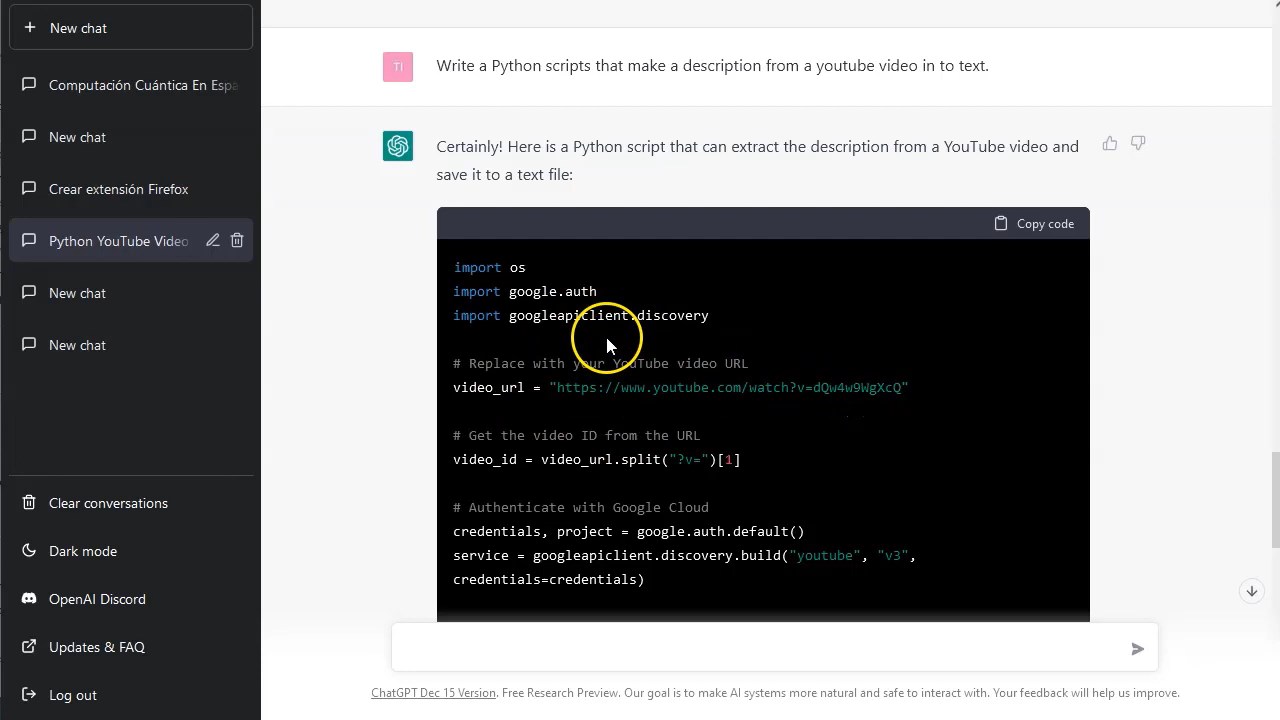 New chat
Computación Cuántica En Espa
New chat
Crear extensión Firefox
Python YouTube Video
New chat
New chat
Clear conversations
Dark mode
OpenAI Discord
Updates & FAQ
Log out
TI
Write a Python scripts that make a description from a youtube video in to text.
Certainly! Here is a Python script that can extract the description from a YouTube video and
save it to a text file:
Copy code
import os
import google.auth
import googleapiclient.discovery
# Replace with your YouTube video URL
video_url = "https://www.youtube.com/watch?v=dQw4w9WgXcQ"
# Get the video ID from the URL
video_id = video_url.split("?v=")[1]
# Authenticate with Google Cloud
credentials, project = google.auth.default()
service = googleapiclient.discovery.build("youtube", "v3",
credentials=credentials)
ChatGPT Dec 15 Version. Free Research Preview. Our goal is to make AI systems more natural and safe to interact with. Your feedback will help us improve.